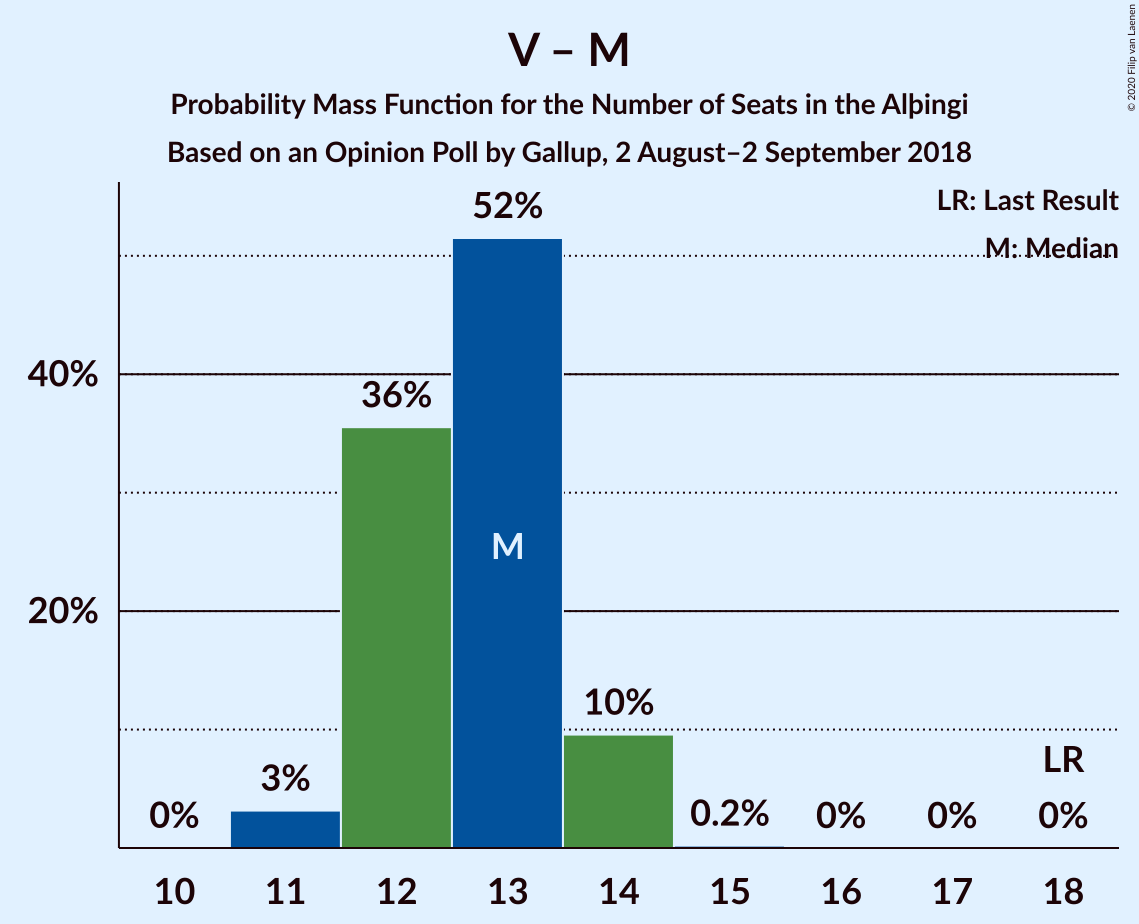 V – M
Probability Mass Function for the Number of Seats in the Alþingi
Based on an Opinion Poll by Gallup, 2 August–2 September 2018
© 2020 Filip van Laenen
LR: Last Result
M: Median
52%
40%
36%
M
20%
10%
LR
3%
0%
0.2%
0%
0%
0%
10
11
12
13
14
15
16
17
18